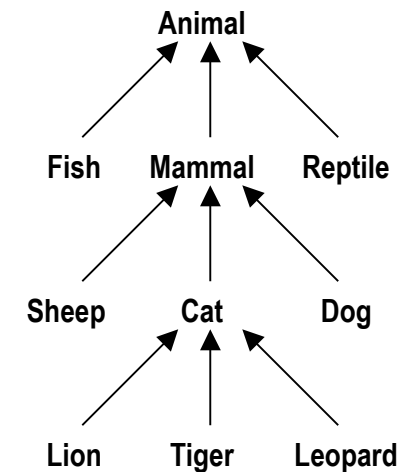 Animal
Fish Mammal Reptile
Sheep Cat Dog
Lion Tiger Leopard